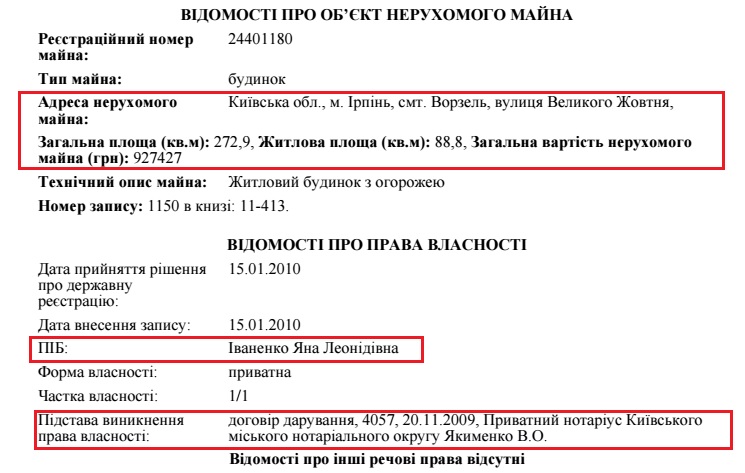 ВІДОМОСТІ ПРО ОБ’ЄКТ НЕРУХОМОГО МАЙНА
Реєстраційний номер майна: 24401180
Тип майна: будинок
Адреса нерухомого майна: Київська обл., м. Ірпінь, смт. Ворзель, вулиця Великого Жовтня,
Загальна площа (кв.м): 272,9, Житлова площа (кв.м): 88,8, Загальна вартість нерухомого
майна (грн): 927427
Технічний опис майна: Житловий будинок з огорожею
Номер запису: 1150 в книзі: 11-413.
ВІДОМОСТІ ПРО ПРАВА ВЛАСНОСТІ
Дата прийняття рішення про державну реєстрацію: 15.01.2010
Дата внесення запису: 15.01.2010
ПІБ: Іваненко Яна Леонідівна
Форма власності: приватна
Частка власності: 1/1
Підстава виникнення права власності: договір дарування, 4057, 20.11.2009, Приватний нотаріус Київського
міського нотаріального округу Якименко В.О.
Відомості про інші речові права відсутні